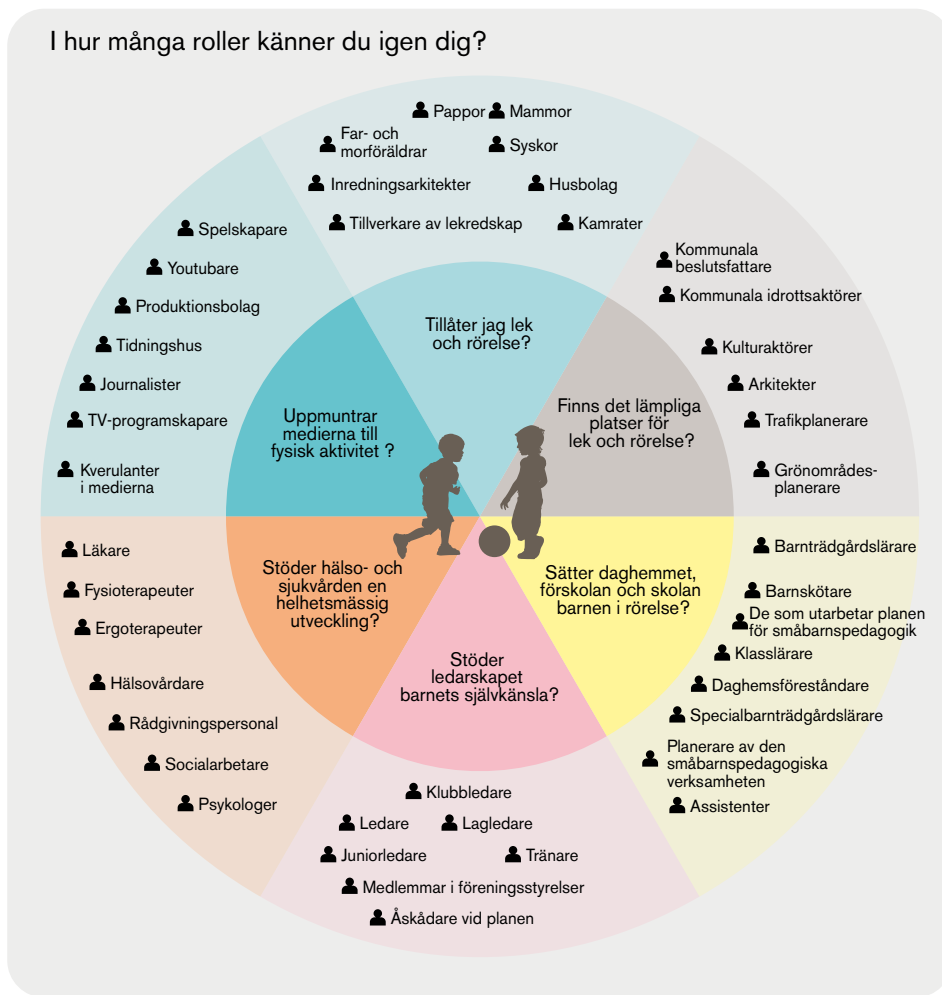 I hur många roller känner du igen dig?
Pappor
Mammor
Far- och
morföräldrar
Syskor
Inredningsarkitekter
Husbolag
Tillverkare av lekredskap
Kamrater
Tillåter jag lek
och rörelse?
Kommunala
beslutsfattare
Kommunala idrottsaktörer
Kulturaktörer
Arkitekter
Trafikplanerare
Grönområdes-
planerare
Finns det lämpliga
platser för
lek och rörelse?
Barnträdgårdslärare
Barnskötare
De som utarbetar planen
för småbarnspedagogik
Klasslärare
Daghemsföreståndare
Specialbarnträdgårdslärare
Planerare av den
småbarnspedagogiska
verksamheten
Assistenter
Sätter daghemmet,
förskolan och skolan
barnen i rörelse?
Stöder
ledarskapet
barnets självkänsla?
Klubbledare
Ledare
Lagledare
Juniorledare
Tränare
Medlemmar i föreningsstyrelser
Åskådare vid planen
Stöder hälso- och
sjukvården en
helhetsmässig
utveckling?
Läkare
Fysioterapeuter
Ergoterapeuter
Hälsovårdare
Rådgivningspersonal
Socialarbetare
Psykologer
Uppmuntrar
medierna till
fysisk aktivitet ?
Spelskapare
Youtubare
Produktionsbolag
Tidningshus
Journalister
TV-programskapare
Kverulanter
i medierna